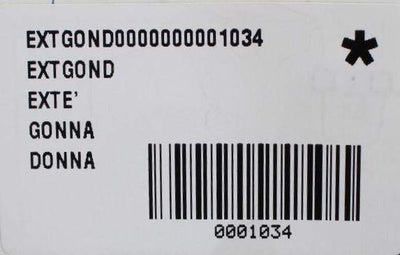 EXTGOND0000000001034
EXTGOND
EXTE'
GONNA
DONNA
0001034